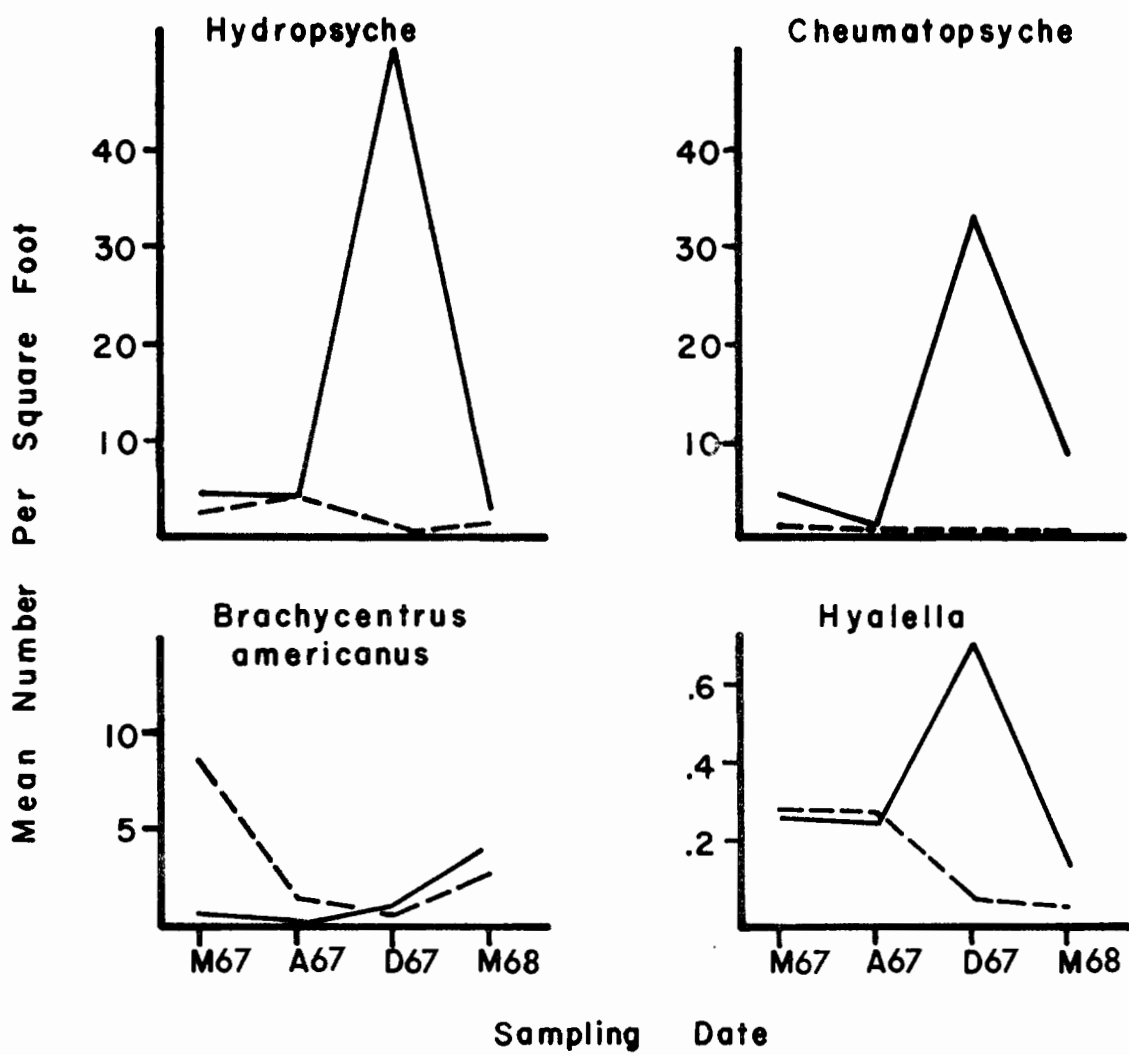 Hydropsyche
40
30
20
10
Cheumatopsyche
40
30
20
10
Brachycentrus
americanus
10
5
M67 A67 D67 M68
Hyalella
.6
.4
.2
M67 A67 D67 M68
Mean Number Per Square Foot
Sampling Date